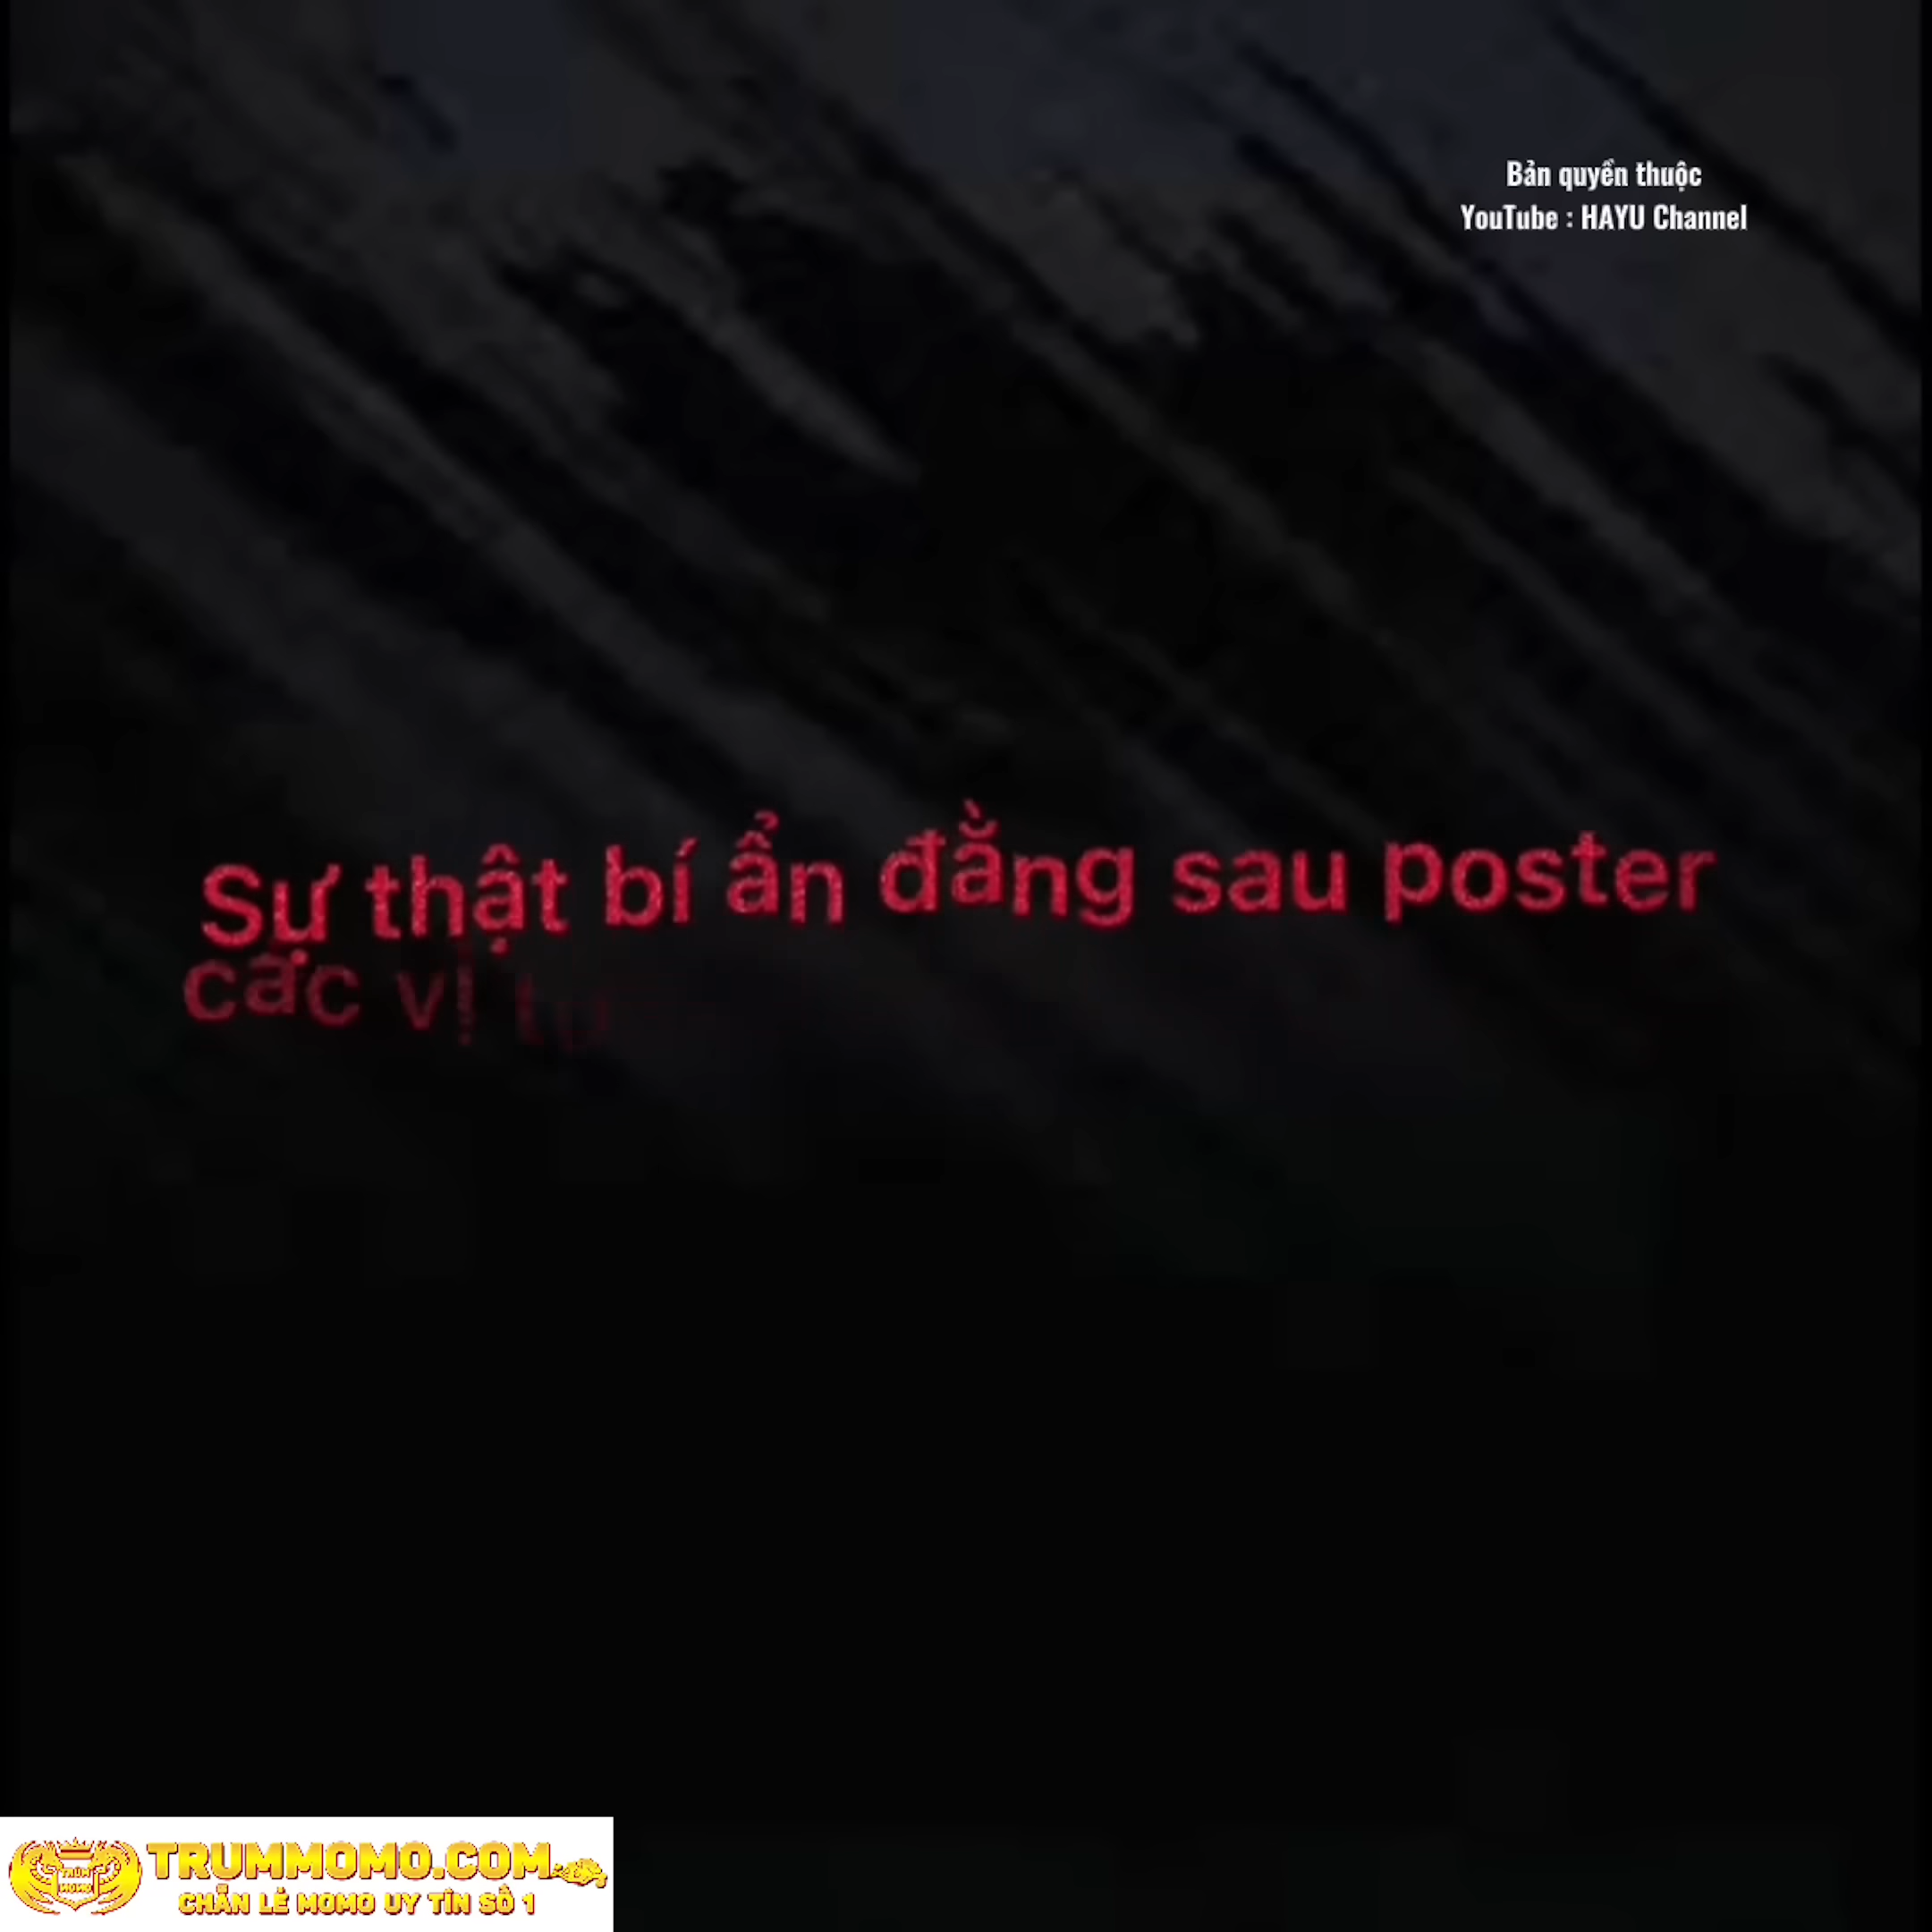 Bản quyền thuộc
YouTube : HAYU Channel
Sự thật bí ẩn đằng sau poster
các vị
TRUMMOMO.COM
CHẴN LẺ MOMO UY TÍN SỐ 1